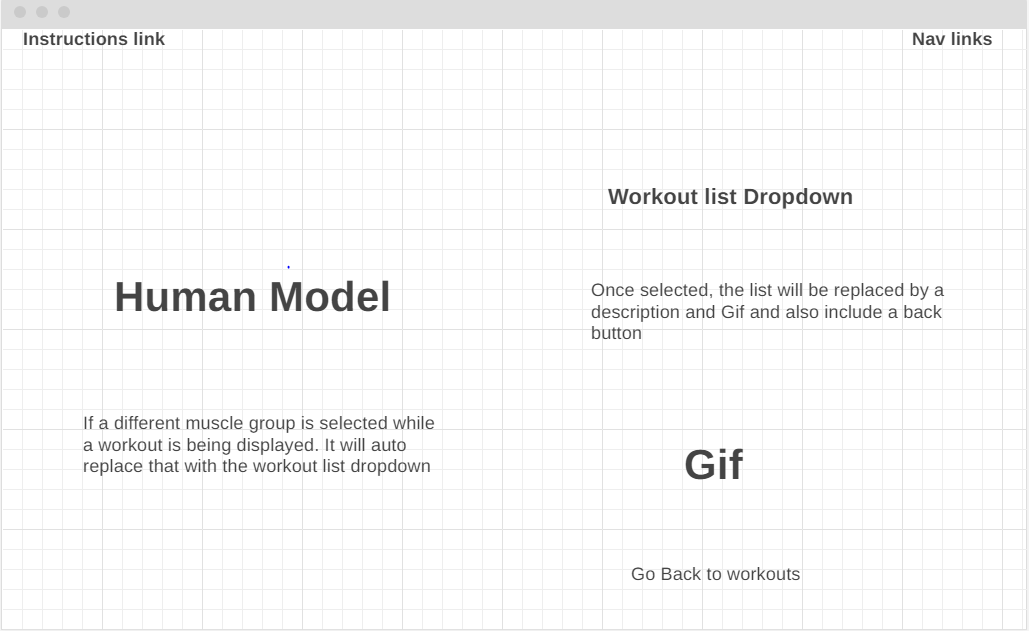 Instructions link
Nav links
Workout list Dropdown
Human Model
Once selected, the list will be replaced by a
description and Gif and also include a back
button
If a different muscle group is selected while
a workout is being displayed. It will auto
replace that with the workout list dropdown
Gif
Go Back to workouts